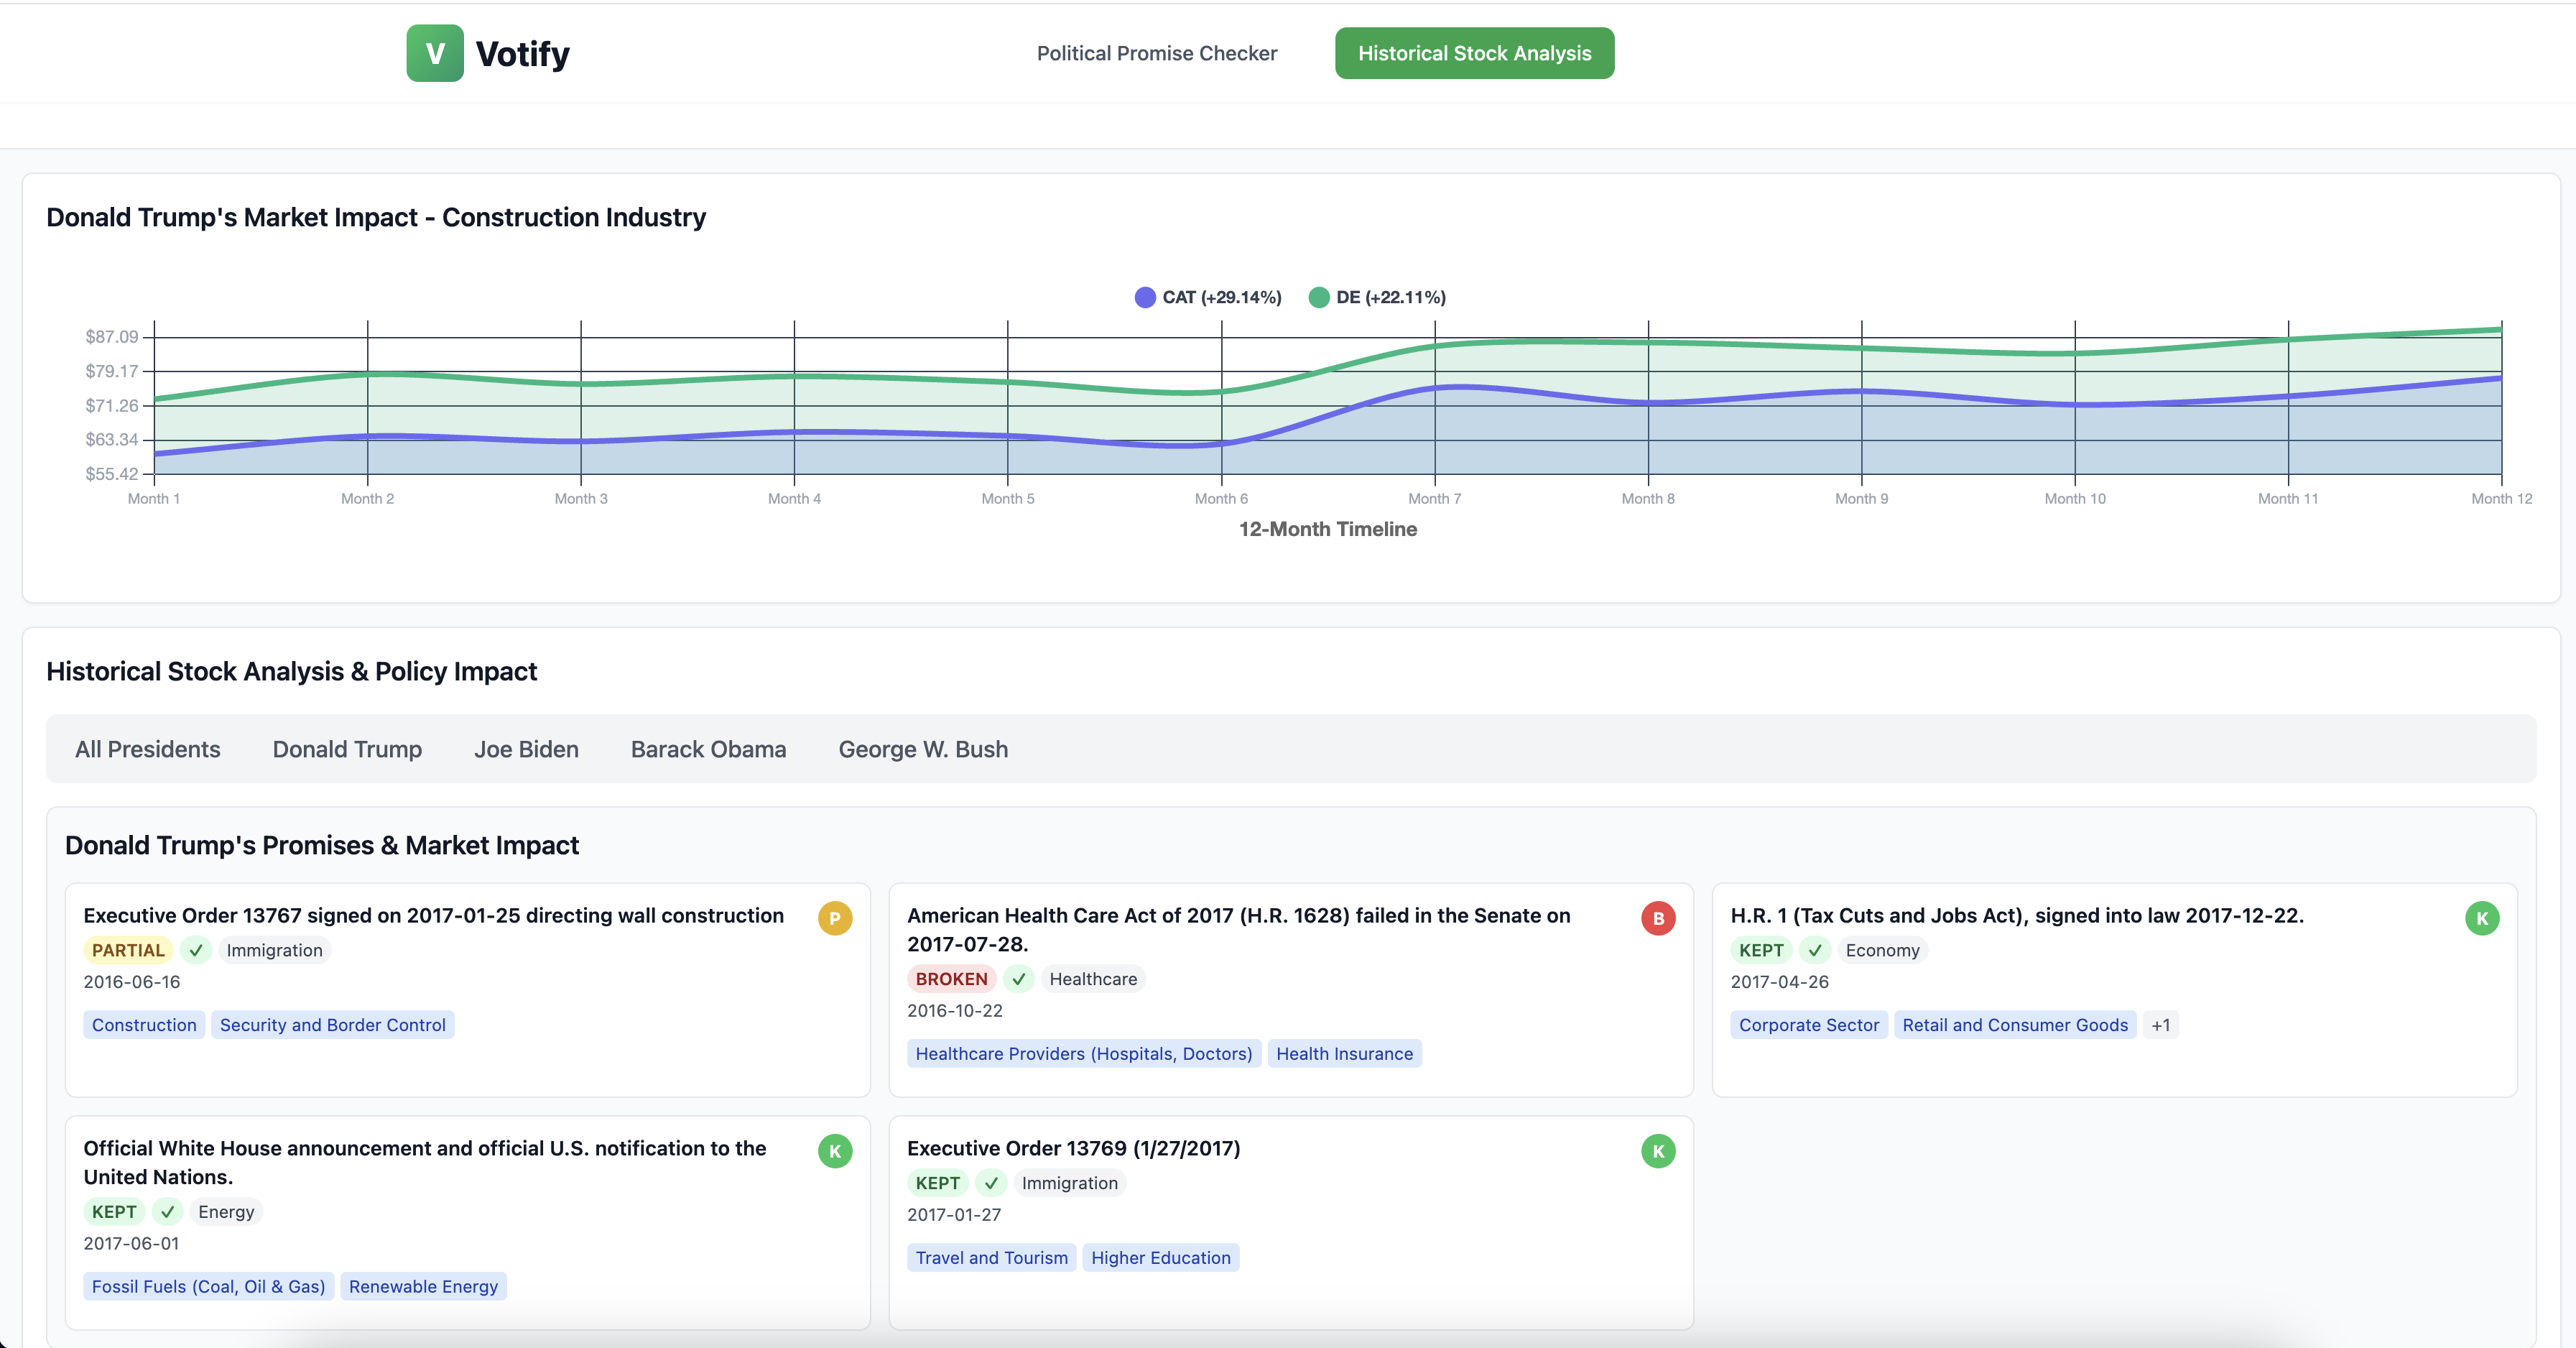 V Votify
Political Promise Checker
Historical Stock Analysis
Donald Trump's Market Impact - Construction Industry
CAT (+29.14%) DE (+22.11%)
$87.09
$79.17
$71.26
$63.34
$55.42
Month 1 Month 2 Month 3 Month 4 Month 5 Month 6 Month 7 Month 8 Month 9 Month 10 Month 11 Month 12
12-Month Timeline
Historical Stock Analysis & Policy Impact
All Presidents Donald Trump Joe Biden Barack Obama George W. Bush
Donald Trump's Promises & Market Impact
Executive Order 13767 signed on 2017-01-25 directing wall construction
P
PARTIAL ✓ Immigration
2016-06-16
Construction Security and Border Control
American Health Care Act of 2017 (H.R. 1628) failed in the Senate on
2017-07-28.
B
BROKEN ✓ Healthcare
2016-10-22
Healthcare Providers (Hospitals, Doctors) Health Insurance
H.R. 1 (Tax Cuts and Jobs Act), signed into law 2017-12-22.
K
KEPT ✓ Economy
2017-04-26
Corporate Sector Retail and Consumer Goods +1
Official White House announcement and official U.S. notification to the
United Nations.
K
KEPT ✓ Energy
2017-06-01
Fossil Fuels (Coal, Oil & Gas) Renewable Energy
Executive Order 13769 (1/27/2017)
K
KEPT ✓ Immigration
2017-01-27
Travel and Tourism Higher Education